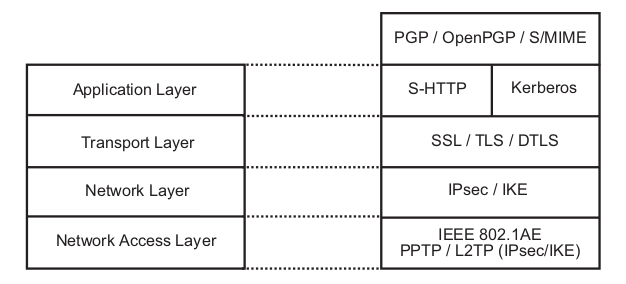 PGP / OpenPGP / S/MIME
Application Layer
S-HTTP
Kerberos
Transport Layer
SSL / TLS / DTLS
Network Layer
IPsec / IKE
Network Access Layer
IEEE 802.1AE
PPTP / L2TP (IPsec/IKE)